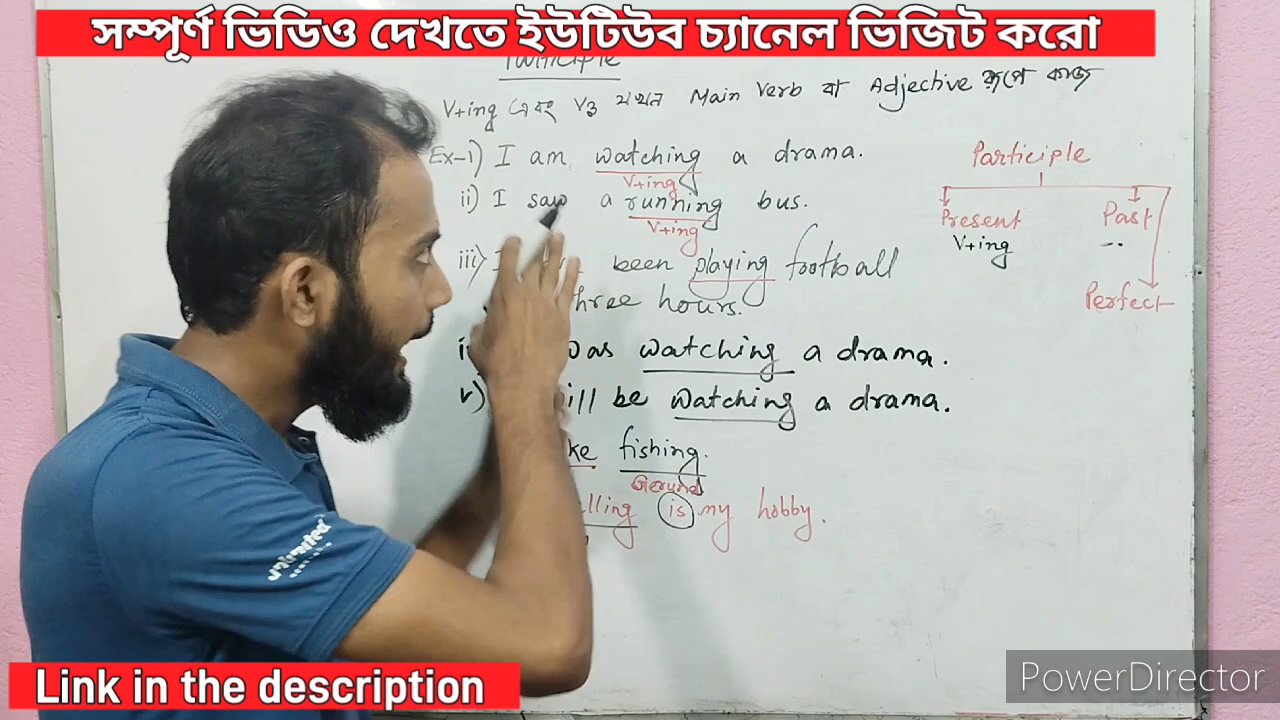 সম্পূর্ণ ভিডিও দেখতে ইউটিউব চ্যানেল ভিজিট করো
Participle
V+ing এবং V3 যখন Main Verb বা Adjective রূপে কাজ
Ex-i) I am watching a drama.
V+ing
ii) I saw a running bus.
V+ing
iii) I been playing football
three hours.
was watching a drama.
v) will be watching a drama.
fishing.
Gerund
is my hobby.
Participle
Present Past
V+ing
Perfect
Link in the description
PowerDirector